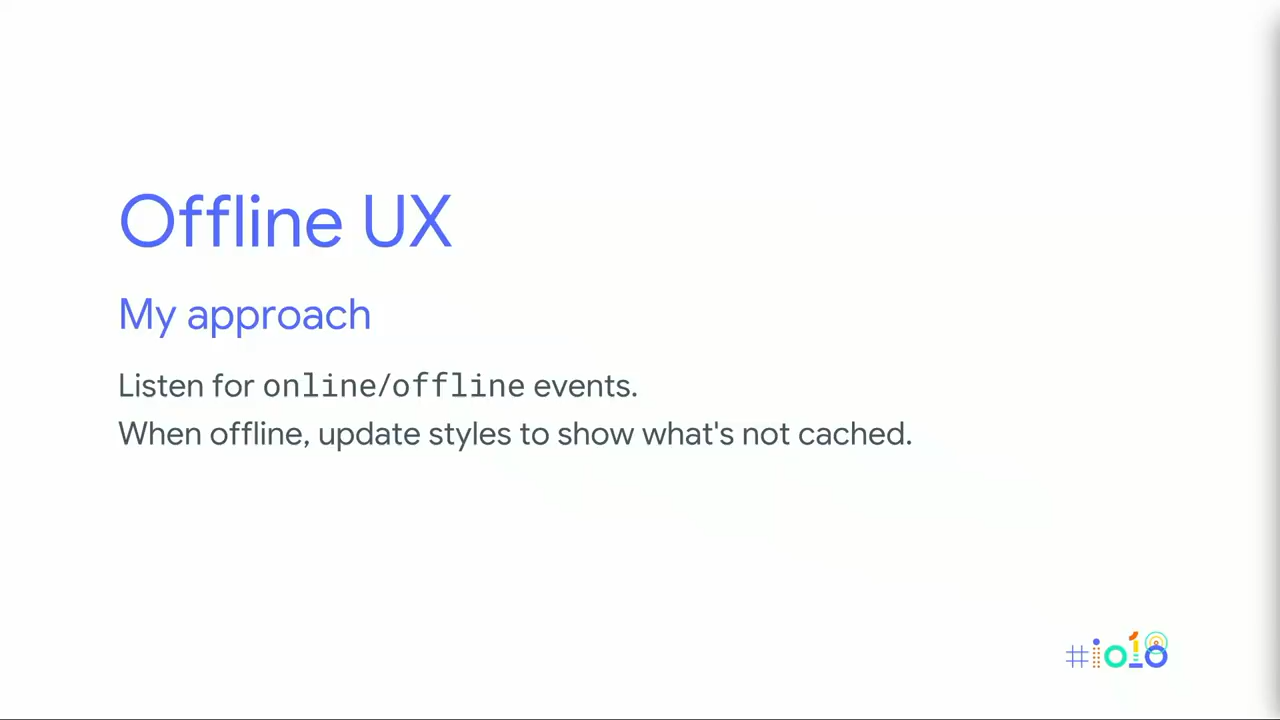 Offline UX
My approach
Listen for online/offline events.
When offline, update styles to show what's not cached.
#io18